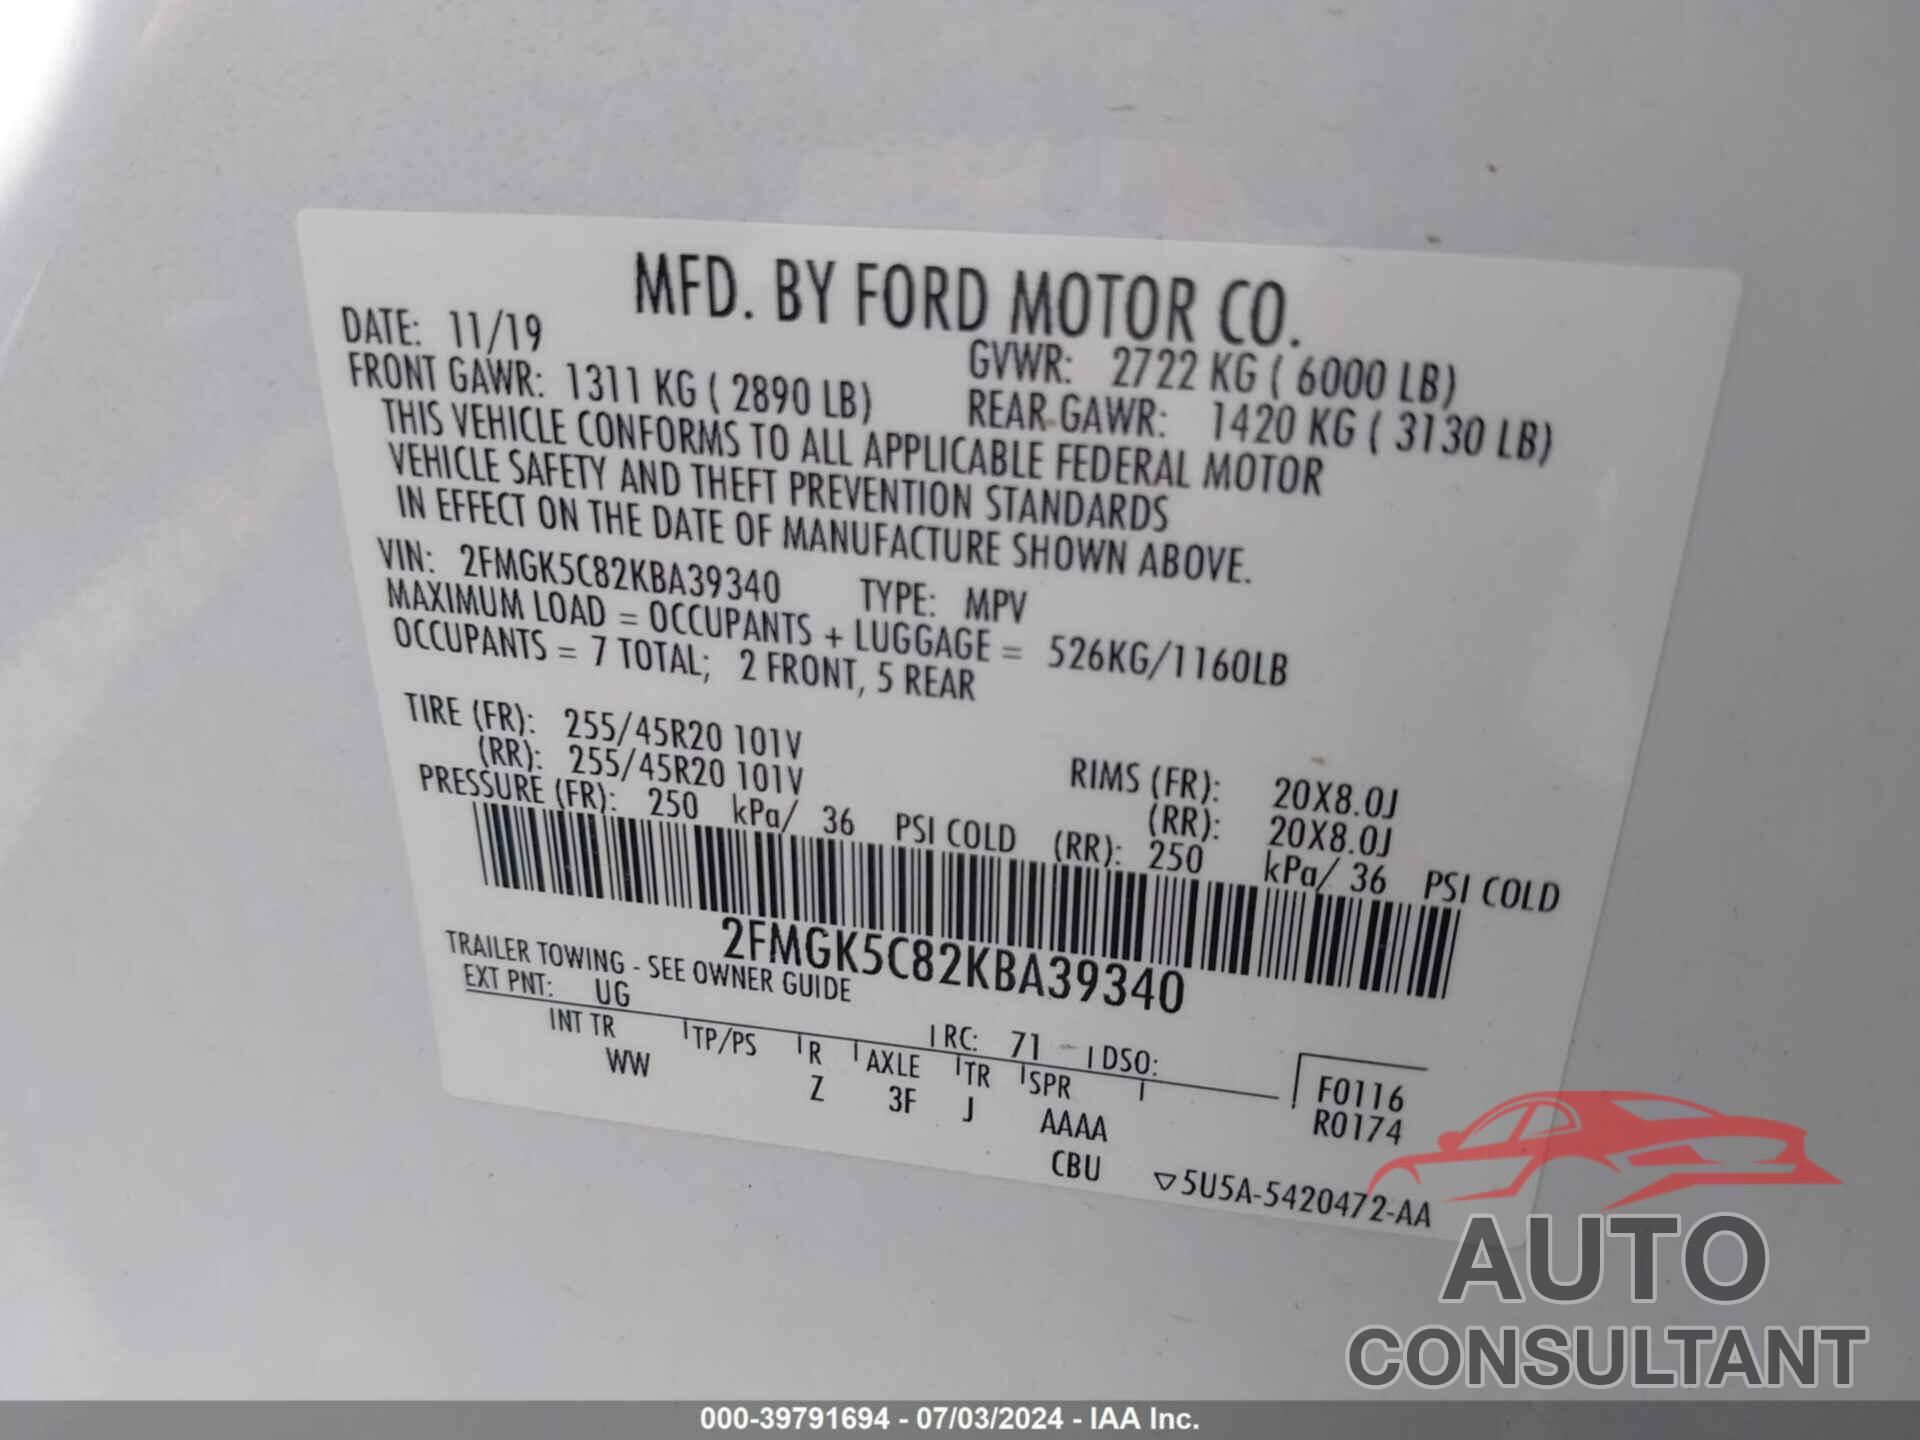 MFD. BY FORD MOTOR CO.
DATE: 11/19 GVWR: 2722 KG ( 6000 LB)
FRONT GAWR: 1311 KG ( 2890 LB) REAR GAWR: 1420 KG ( 3130 LB)
THIS VEHICLE CONFORMS TO ALL APPLICABLE FEDERAL MOTOR
VEHICLE SAFETY AND THEFT PREVENTION STANDARDS
IN EFFECT ON THE DATE OF MANUFACTURE SHOWN ABOVE.
VIN: 2FMGK5C82KBA39340 TYPE: MPV
MAXIMUM LOAD = OCCUPANTS + LUGGAGE = 526KG/1160LB
OCCUPANTS = 7 TOTAL; 2 FRONT, 5 REAR
TIRE (FR): 255/45R20 101V RIMS (FR): 20X8.0J
(RR): 255/45R20 101V (RR): 20X8.0J
PRESSURE (FR): 250 kPa/ 36 PSI COLD (RR): 250 kPa/ 36 PSI COLD
2FMGK5C82KBA39340
TRAILER TOWING - SEE OWNER GUIDE
EXT PNT: UG RC: 71 DSO:
INT TR TP/PS R AXLE TR SPR
WW Z 3F J AAAA
CBU
F0116
R0174
▽5U5A-5420472-AA
AUTO
CONSULTANT
000-39791694 - 07/03/2024 - IAA Inc.